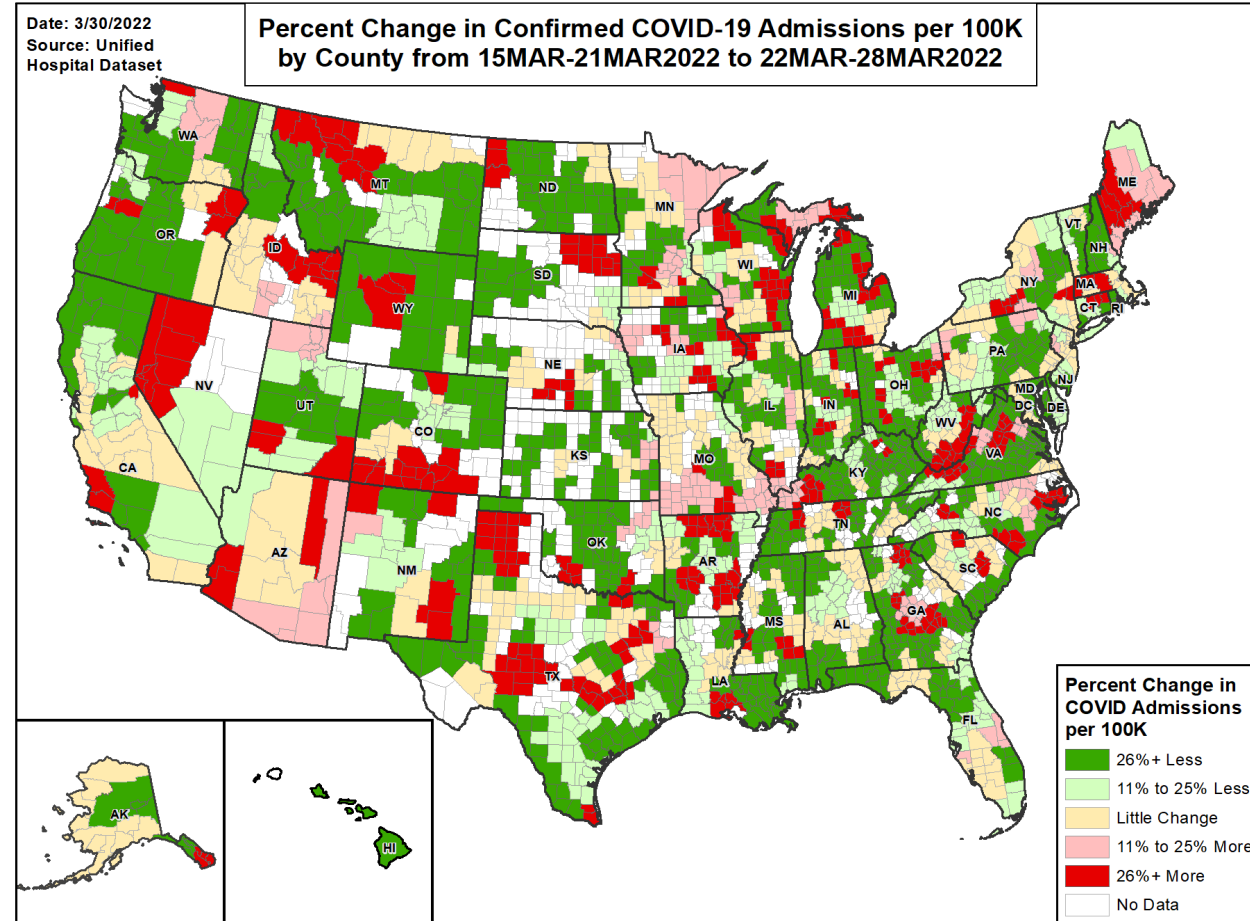 Date: 3/30/2022
Source: Unified
Hospital Dataset
Percent Change in Confirmed COVID-19 Admissions per 100K
by County from 15MAR-21MAR2022 to 22MAR-28MAR2022
WA
MT
ND
MN
ME
OR
ID
WY
SD
WI
MI
VT
NH
NY
MA
CT
RI
NV
UT
CO
NE
IA
IL
IN
OH
PA
NJ
MD
DC
DE
CA
KS
MO
KY
WV
VA
AZ
NM
OK
AR
TN
NC
SC
TX
LA
MS
AL
GA
FL
AK
HI
Percent Change in
COVID Admissions
per 100K
26%+ Less
11% to 25% Less
Little Change
11% to 25% More
26%+ More
No Data